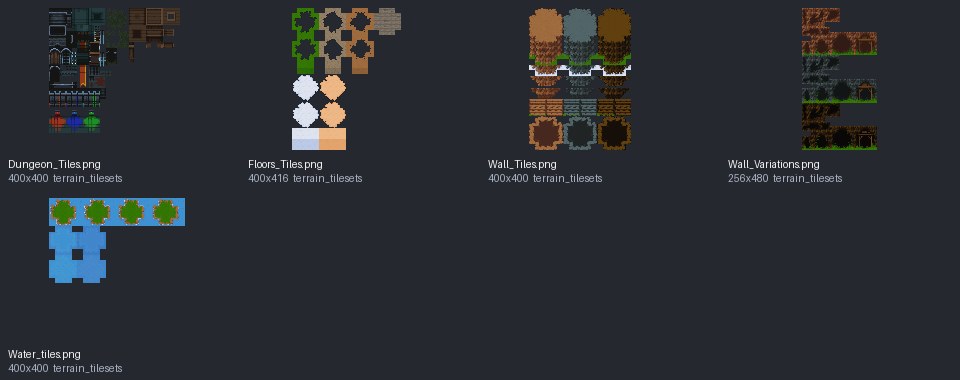 Dungeon_Tiles.png
400x400 terrain_tilesets
Floors_Tiles.png
400x416 terrain_tilesets
Wall_Tiles.png
400x400 terrain_tilesets
Wall_Variations.png
256x480 terrain_tilesets
Water_tiles.png
400x400 terrain_tilesets